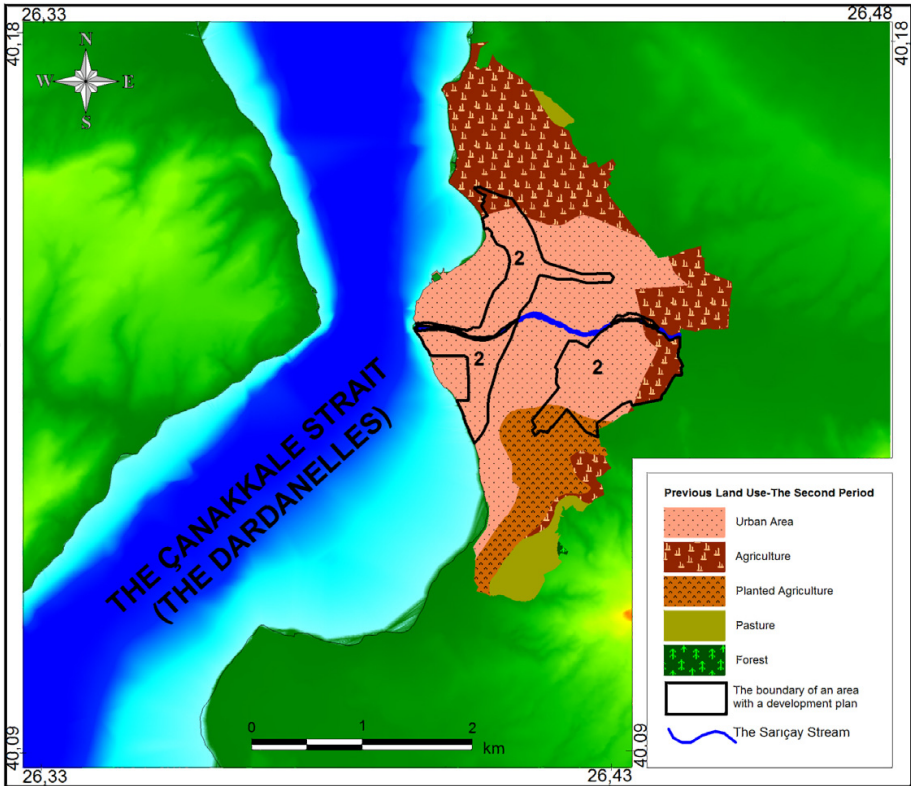 26,33
26,48
40,18
40,18
N
W E
S
2
2
2
THE ÇANAKKALE STRAIT
(THE DARDANELLES)
Previous Land Use-The Second Period
Urban Area
Agriculture
Planted Agriculture
Pasture
Forest
The boundary of an area
with a development plan
The Sarıçay Stream
0 1 2
km
40,09
40,09
26,33
26,43